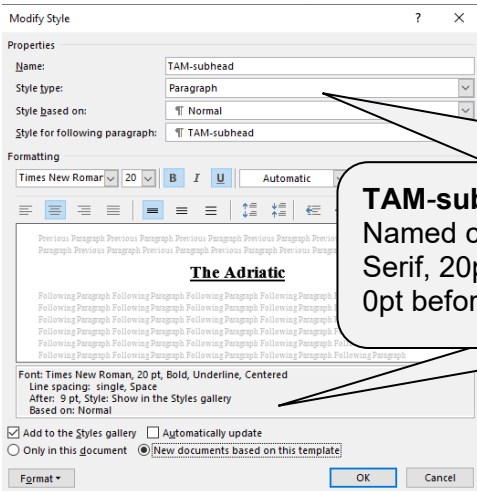 Modify Style ? ×
Properties
Name: TAM-subhead
Style type: Paragraph
Style based on: ¶ Normal
Style for following paragraph: ¶ TAM-subhead
Formatting
Times New Roman 20 B I U Automatic
Previous Paragraph Previous Paragraph Previous Paragraph Previous Paragraph Previous
Paragraph Previous Paragraph Previous Paragraph Previous Paragraph Previous Paragraph
The Adriatic
Following Paragraph Following Paragraph Following Paragraph Following Paragraph
Following Paragraph Following Paragraph Following Paragraph Following Paragraph
Following Paragraph Following Paragraph Following Paragraph Following Paragraph
Following Paragraph Following Paragraph Following Paragraph Following Paragraph
Following Paragraph Following Paragraph Following Paragraph Following Paragraph Following Paragraph
TAM-sub
Named
Serif, 20p
0pt befor
Font: Times New Roman, 20 pt, Bold, Underline, Centered
Line spacing: single, Space
After: 9 pt, Style: Show in the Styles gallery
Based on: Normal
Add to the Styles gallery Automatically update
Only in this document New documents based on this template
Format OK Cancel